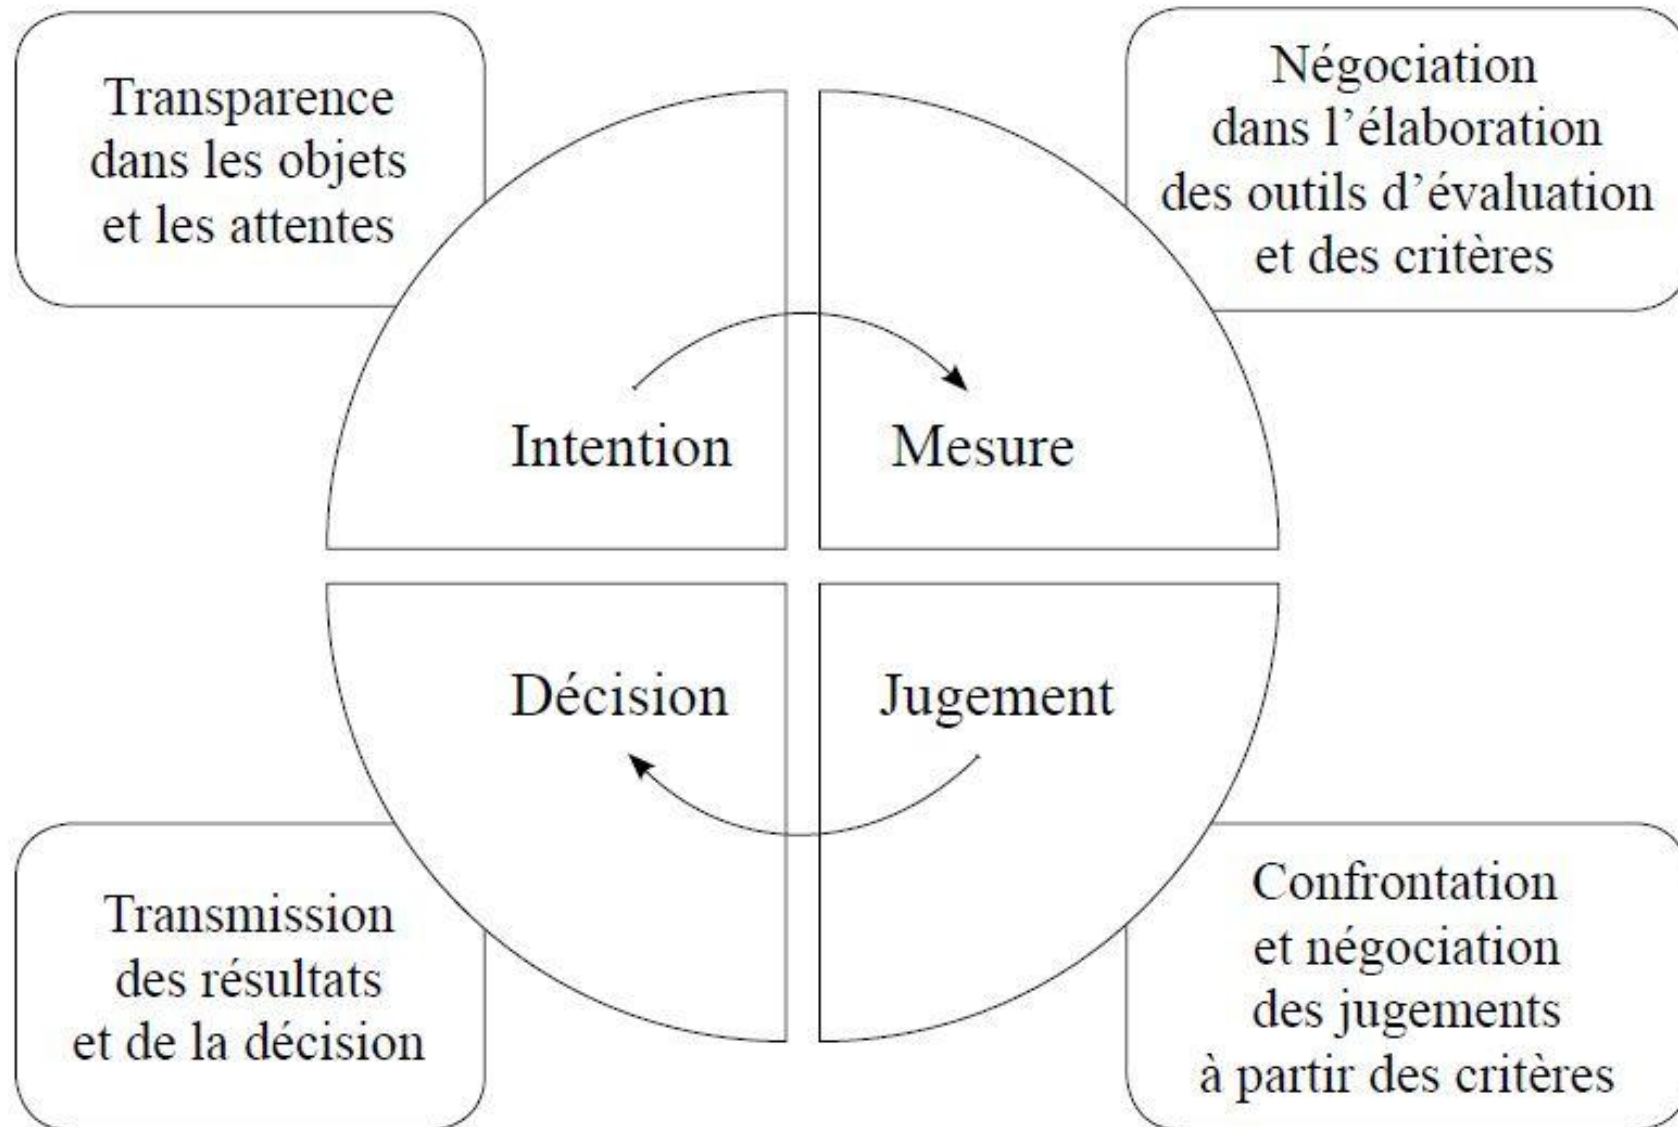 Transparence
dans les objets
et les attentes
Négociation
dans l’élaboration
des outils d’évaluation
et des critères
Intention
Mesure
Décision
Jugement
Transmission
des résultats
et de la décision
Confrontation
et négociation
des jugements
à partir des critères